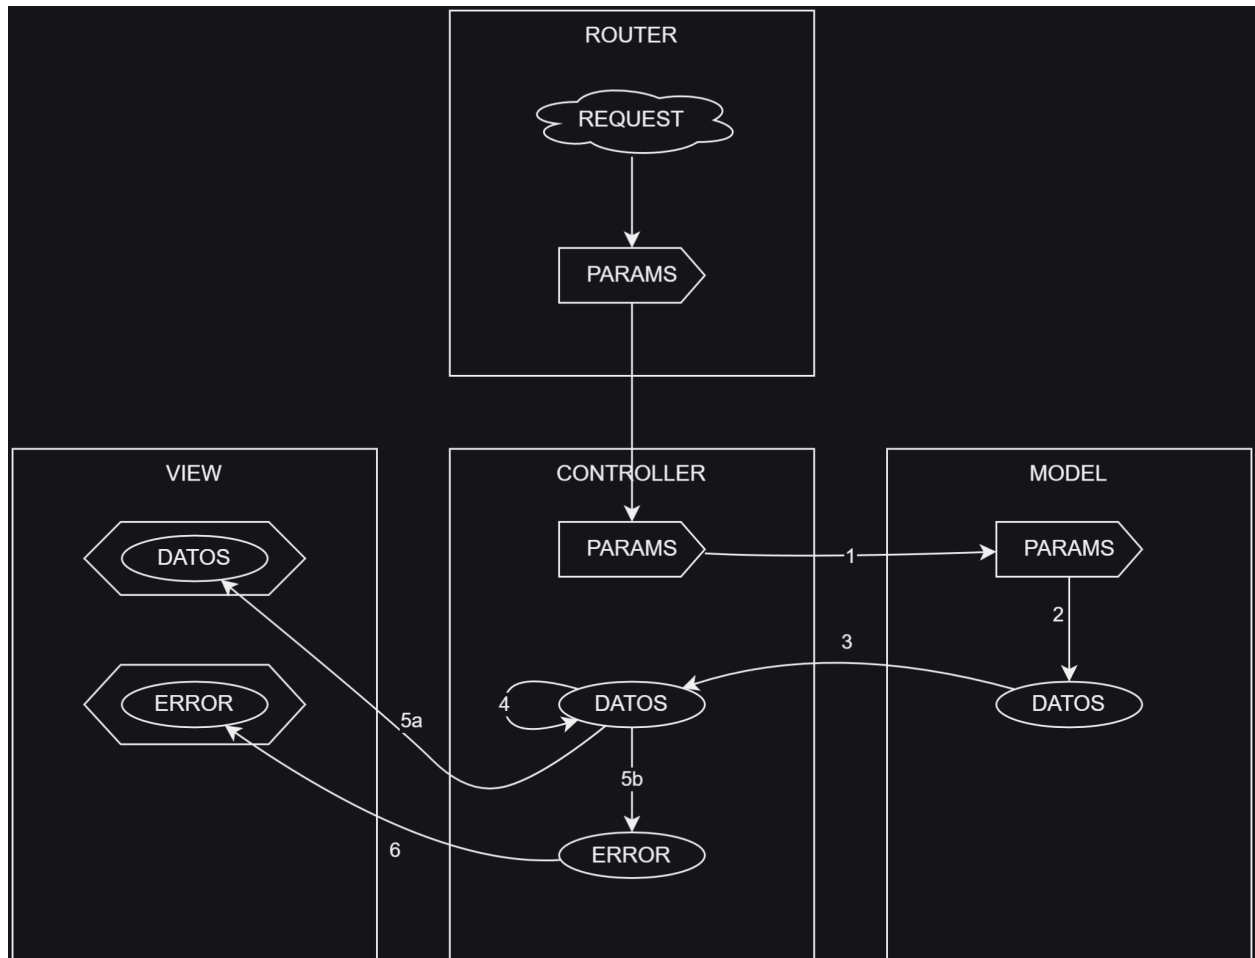 ROUTER
REQUEST
PARAMS
VIEW
CONTROLLER
MODEL
DATOS
PARAMS
1
PARAMS
2
3
ERROR
4
DATOS
DATOS
5a
5b
6
ERROR